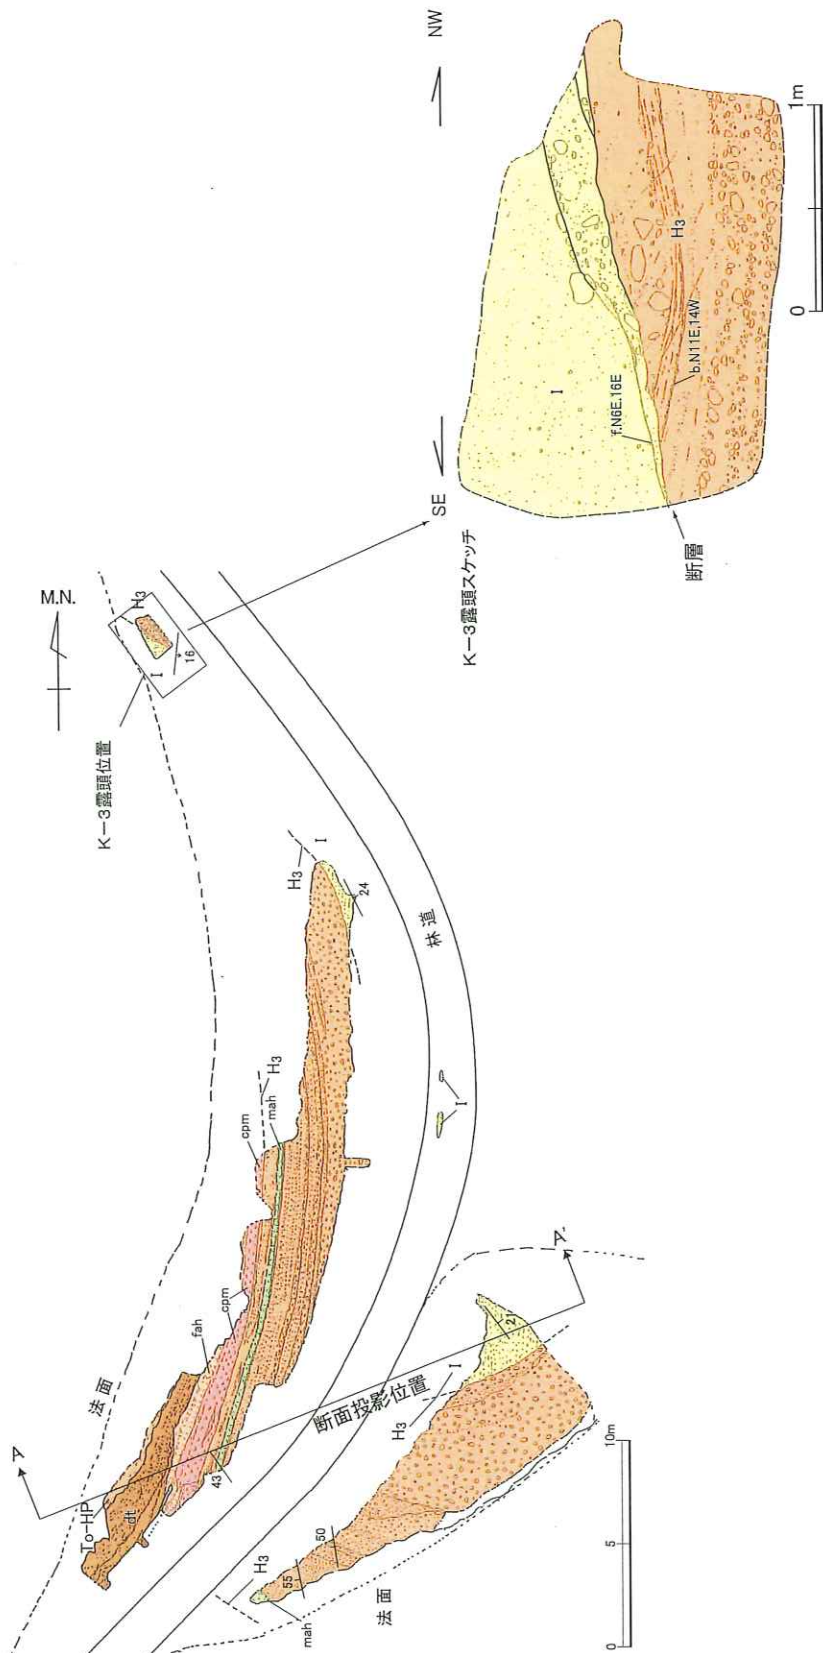 M.N.
K-3露頭位置
H3
I
16
法面
To-HP
dt
fah
cpm
cpm
mah
H3
43
H3
I
24
林道
I
A
断面投影位置
A'
H3
mah
55
50
法面
H3
I
21
0
5
10m
K-3露頭スケッチ
SE
NW
I
H3
f.N6E,16E
b.N11E,14W
断層
0
1m